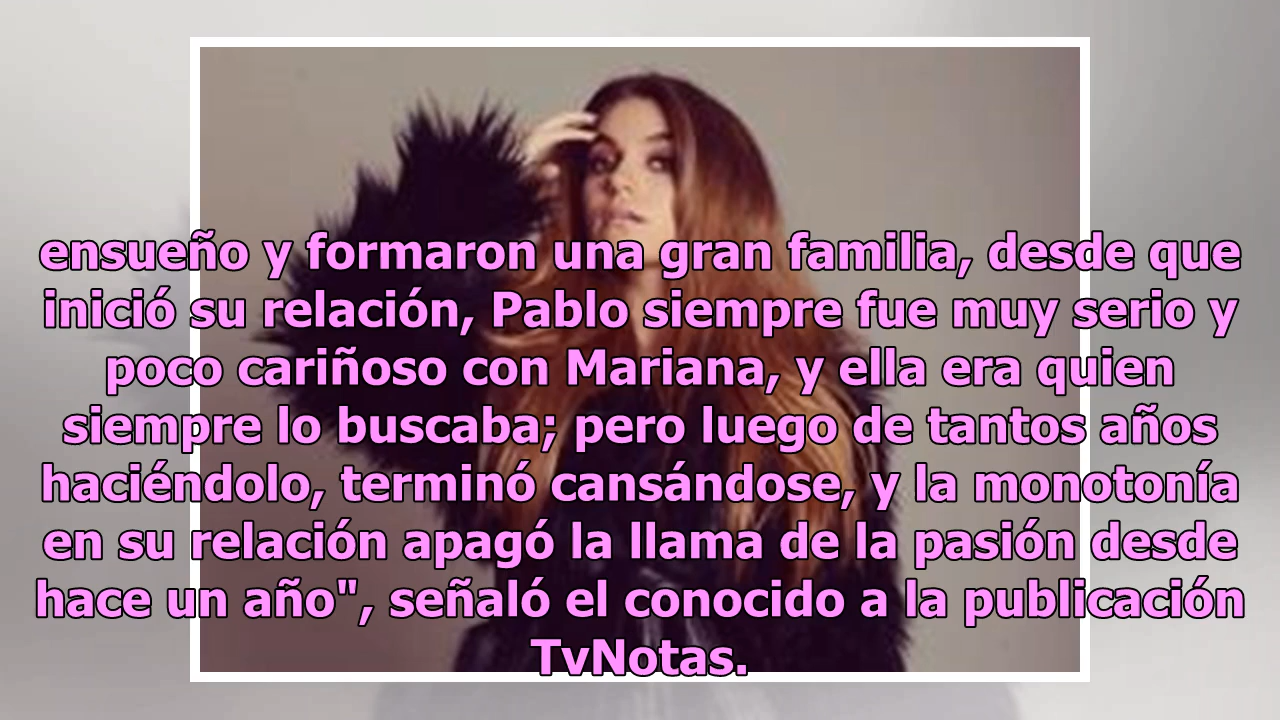 ensueño y formaron una gran familia, desde que
inició su relación, Pablo siempre fue muy serio y
poco cariñoso con Mariana, y ella era quien
siempre lo buscaba; pero luego de tantos años
haciéndolo, terminó cansándose, y la monotonía
en su relación apagó la llama de la pasión desde
hace un año", señaló el conocido a la publicación
TvNotas.